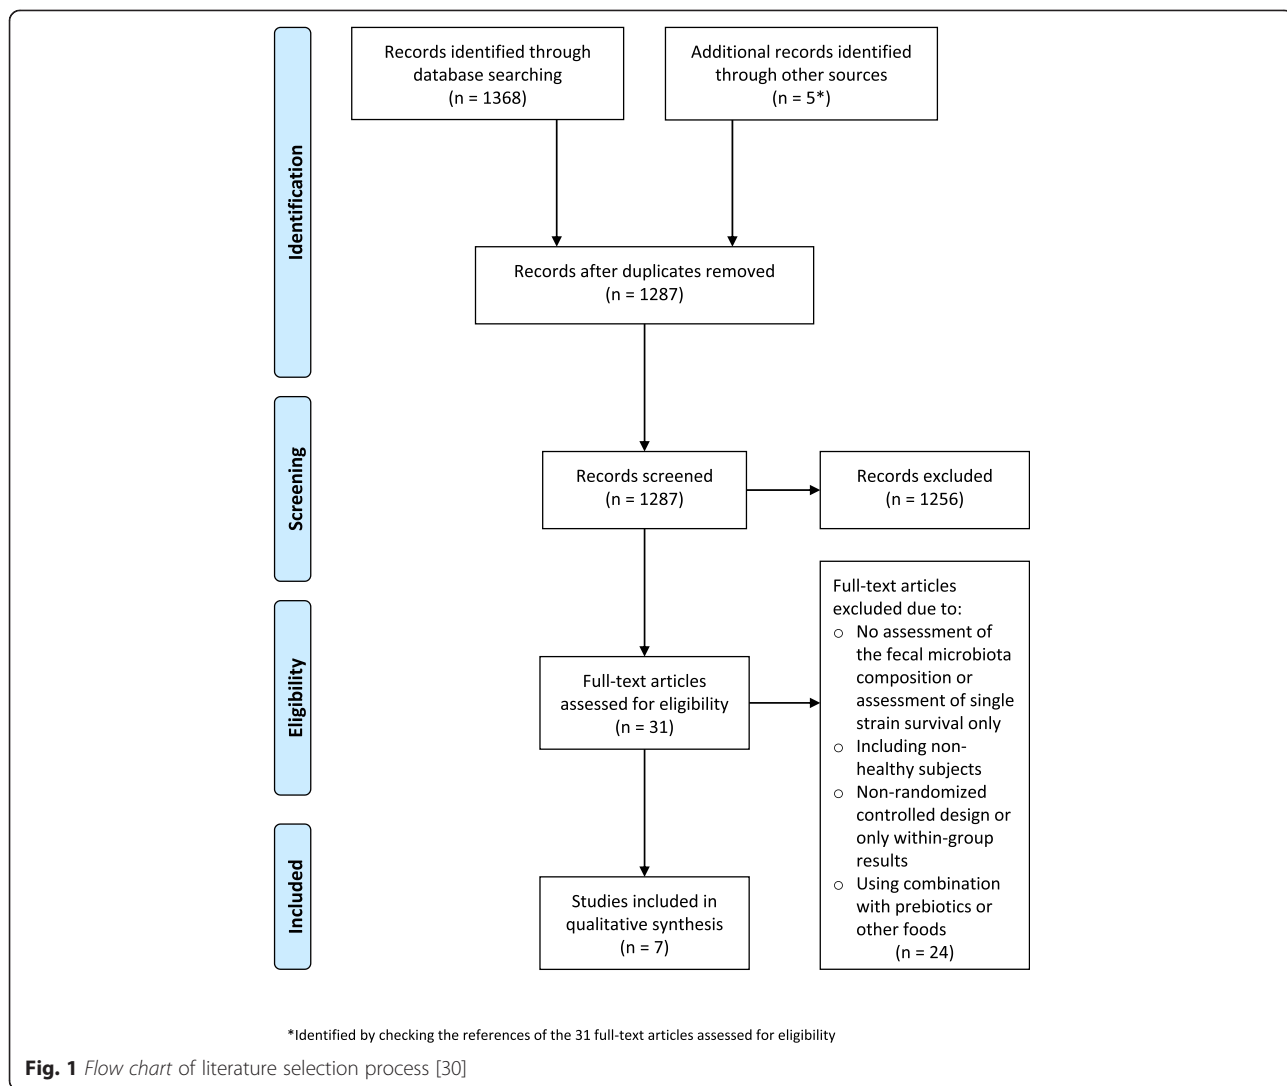 Identification
Records identified through
database searching
(n = 1368)
Additional records identified
through other sources
(n = 5*)
Records after duplicates removed
(n = 1287)
Screening
Records screened
(n = 1287)
Records excluded
(n = 1256)
Eligibility
Full-text articles
assessed for eligibility
(n = 31)
Full-text articles
excluded due to:
○ No assessment of
the fecal microbiota
composition or
assessment of single
strain survival only
○ Including non-
healthy subjects
○ Non-randomized
controlled design or
only within-group
results
○ Using combination
with prebiotics or
other foods
(n = 24)
Included
Studies included in
qualitative synthesis
(n = 7)
*Identified by checking the references of the 31 full-text articles assessed for eligibility
Fig. 1 Flow chart of literature selection process [30]